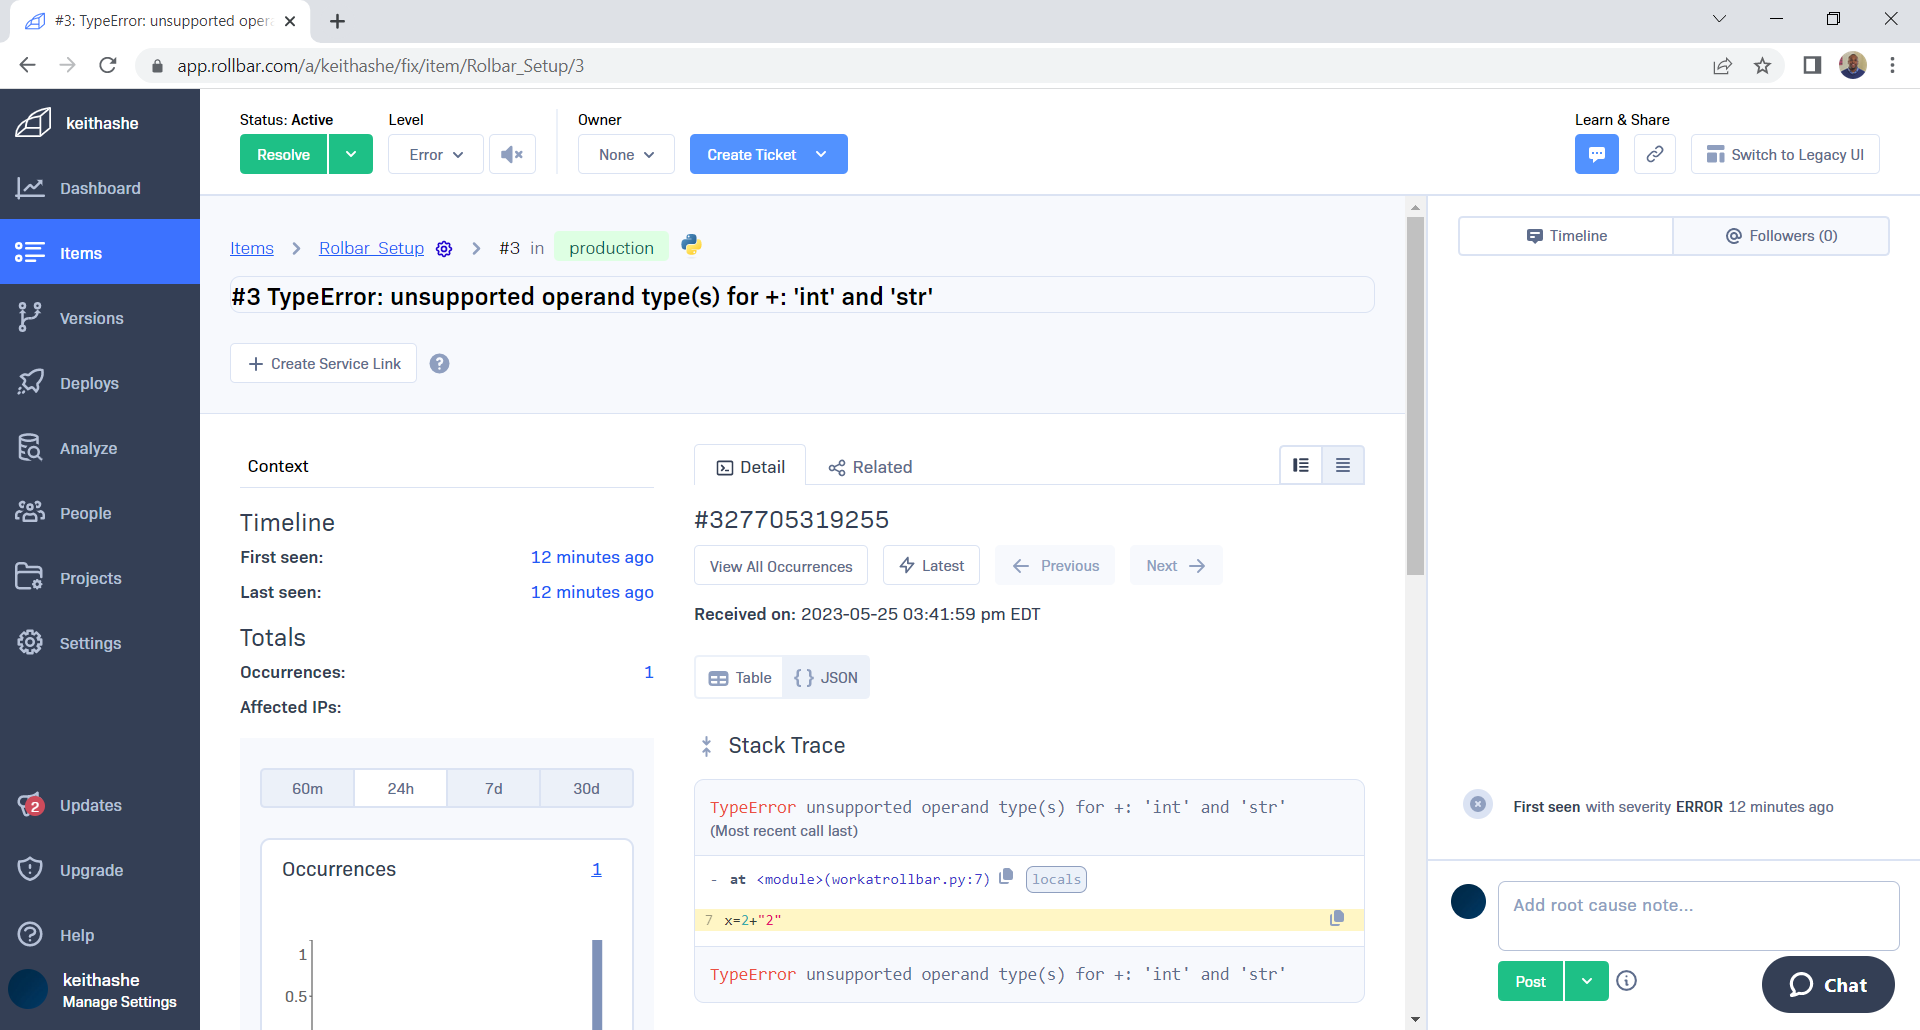 #3: TypeError: unsupported oper
app.rollbar.com/a/keithashe/fix/item/Rolbar_Setup/3
keithashe
Dashboard
Items
Versions
Deploys
Analyze
People
Projects
Settings
2
Updates
Upgrade
Help
keithashe
Manage Settings
Status: Active
Level
Owner
Learn & Share
Resolve
Error
None
Create Ticket
Switch to Legacy UI
Items > Rolbar_Setup > #3 in production
#3 TypeError: unsupported operand type(s) for +: 'int' and 'str'
+ Create Service Link ?
Context
Timeline
First seen: 12 minutes ago
Last seen: 12 minutes ago
Totals
Occurrences: 1
Affected IPs:
60m 24h 7d 30d
Occurrences 1
1
0.5
Detail Related
#327705319255
View All Occurrences Latest Previous Next
Received on: 2023-05-25 03:41:59 pm EDT
Table { } JSON
Stack Trace
TypeError unsupported operand type(s) for +: 'int' and 'str'
(Most recent call last)
- at <module>(workatrollbar.py:7) locals
7 x=2+"2"
TypeError unsupported operand type(s) for +: 'int' and 'str'
Timeline Followers (0)
First seen with severity ERROR 12 minutes ago
Add root cause note...
Post
Chat